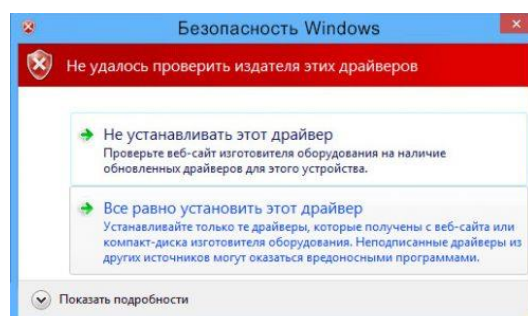 Безопасность Windows
Не удалось проверить издателя этих драйверов
Не устанавливать этот драйвер
Проверьте веб-сайт изготовителя оборудования на наличие
обновленных драйверов для этого устройства.
Все равно установить этот драйвер
Устанавливайте только те драйверы, которые получены с веб-сайта или
компакт-диска изготовителя оборудования. Неподписанные драйверы из
других источников могут оказаться вредоносными программами.
Показать подробности